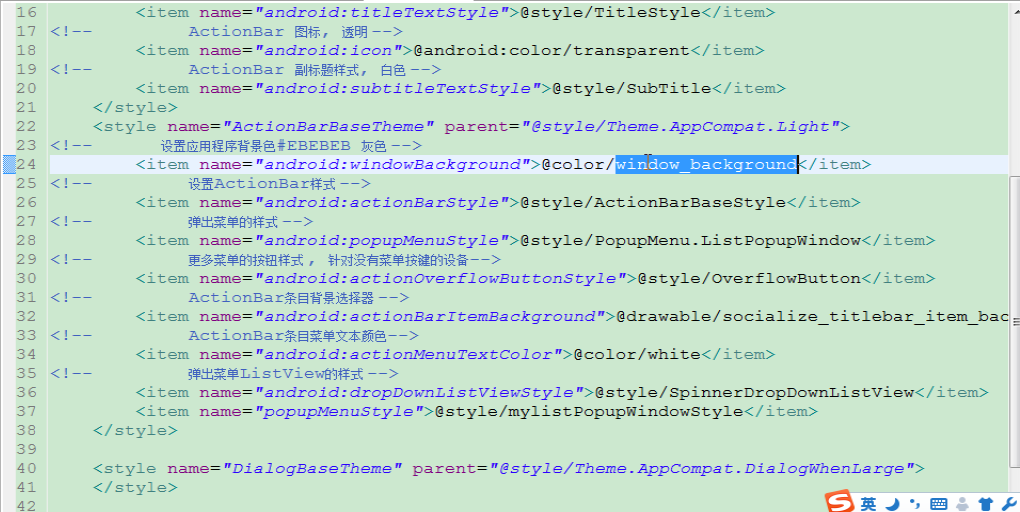 16 <item name="android:titleTextStyle">@style/TitleStyle</item>
17 <!-- ActionBar 图标, 透明 -->
18 <item name="android:icon">@android:color/transparent</item>
19 <!-- ActionBar 副标题样式, 白色 -->
20 <item name="android:subtitleTextStyle">@style/SubTitle</item>
21 </style>
22 <style name="ActionBarBaseTheme" parent="@style/Theme.AppCompat.Light">
23 <!-- 设置应用程序背景色#EBEBEB 灰色 -->
24 <item name="android:windowBackground">@color/window_background</item>
25 <!-- 设置ActionBar样式 -->
26 <item name="android:actionBarStyle">@style/ActionBarBaseStyle</item>
27 <!-- 弹出菜单的样式 -->
28 <item name="android:popupMenuStyle">@style/PopupMenu.ListPopupWindow</item>
29 <!-- 更多菜单的按钮样式, 针对没有菜单按键的设备-->
30 <item name="android:actionOverflowButtonStyle">@style/OverflowButton</item>
31 <!-- ActionBar条目背景选择器 -->
32 <item name="android:actionBarItemBackground">@drawable/socialize_titlebar_item_bac
33 <!-- ActionBar条目菜单文本颜色-->
34 <item name="android:actionMenuTextColor">@color/white</item>
35 <!-- 弹出菜单ListView的样式 -->
36 <item name="android:dropDownListViewStyle">@style/SpinnerDropDownListView</item>
37 <item name="popupMenuStyle">@style/mylistPopupWindowStyle</item>
38 </style>
39
40 <style name="DialogBaseTheme" parent="@style/Theme.AppCompat.DialogWhenLarge">
41 </style>
42
S 英